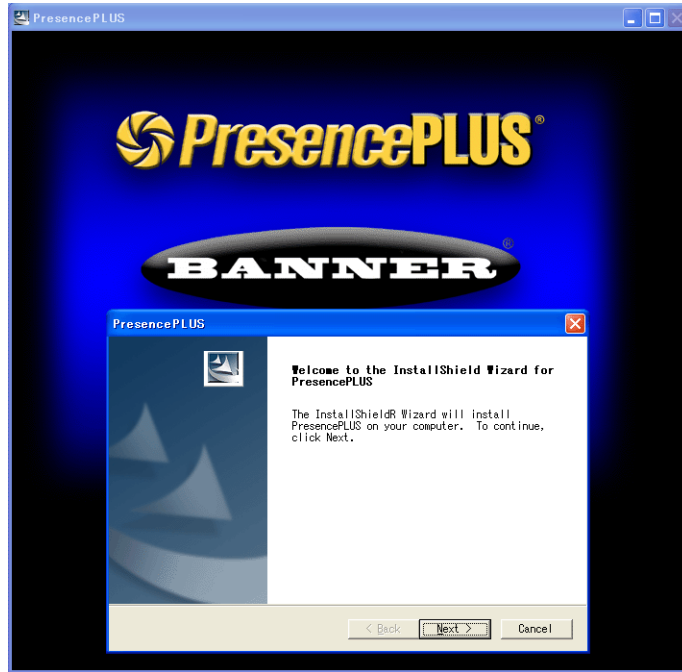 PresencePLUS
PresencePLUS®
BANNER®
PresencePLUS
Welcome to the InstallShield Wizard for
PresencePLUS
The InstallShieldR Wizard will install
PresencePLUS on your computer.  To continue,
click Next.
< Back Next > Cancel